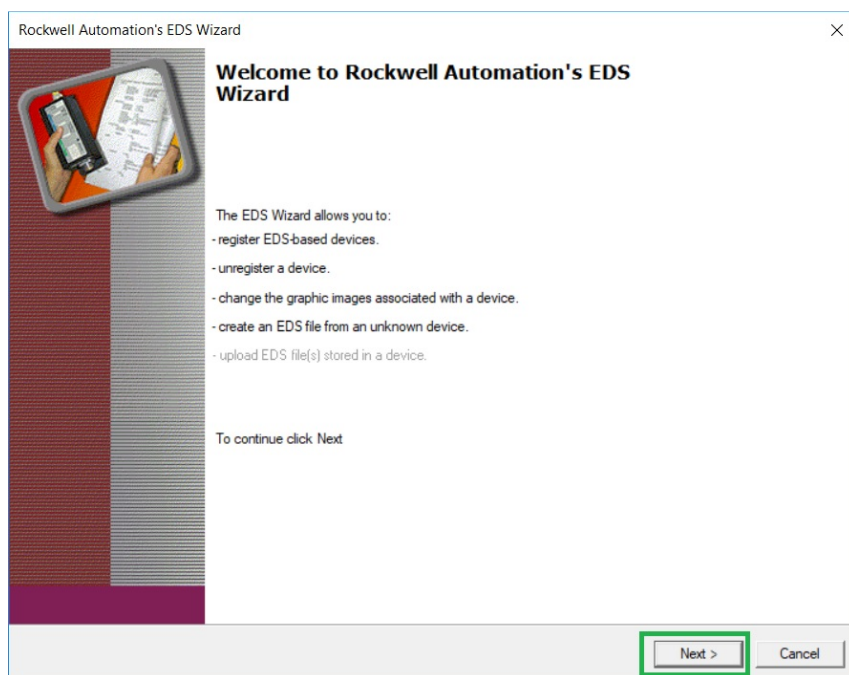 Rockwell Automation's EDS Wizard
Welcome to Rockwell Automation's EDS
Wizard
The EDS Wizard allows you to:
- register EDS-based devices.
- unregister a device.
- change the graphic images associated with a device.
- create an EDS file from an unknown device.
- upload EDS file(s) stored in a device.
To continue click Next
Next >
Cancel